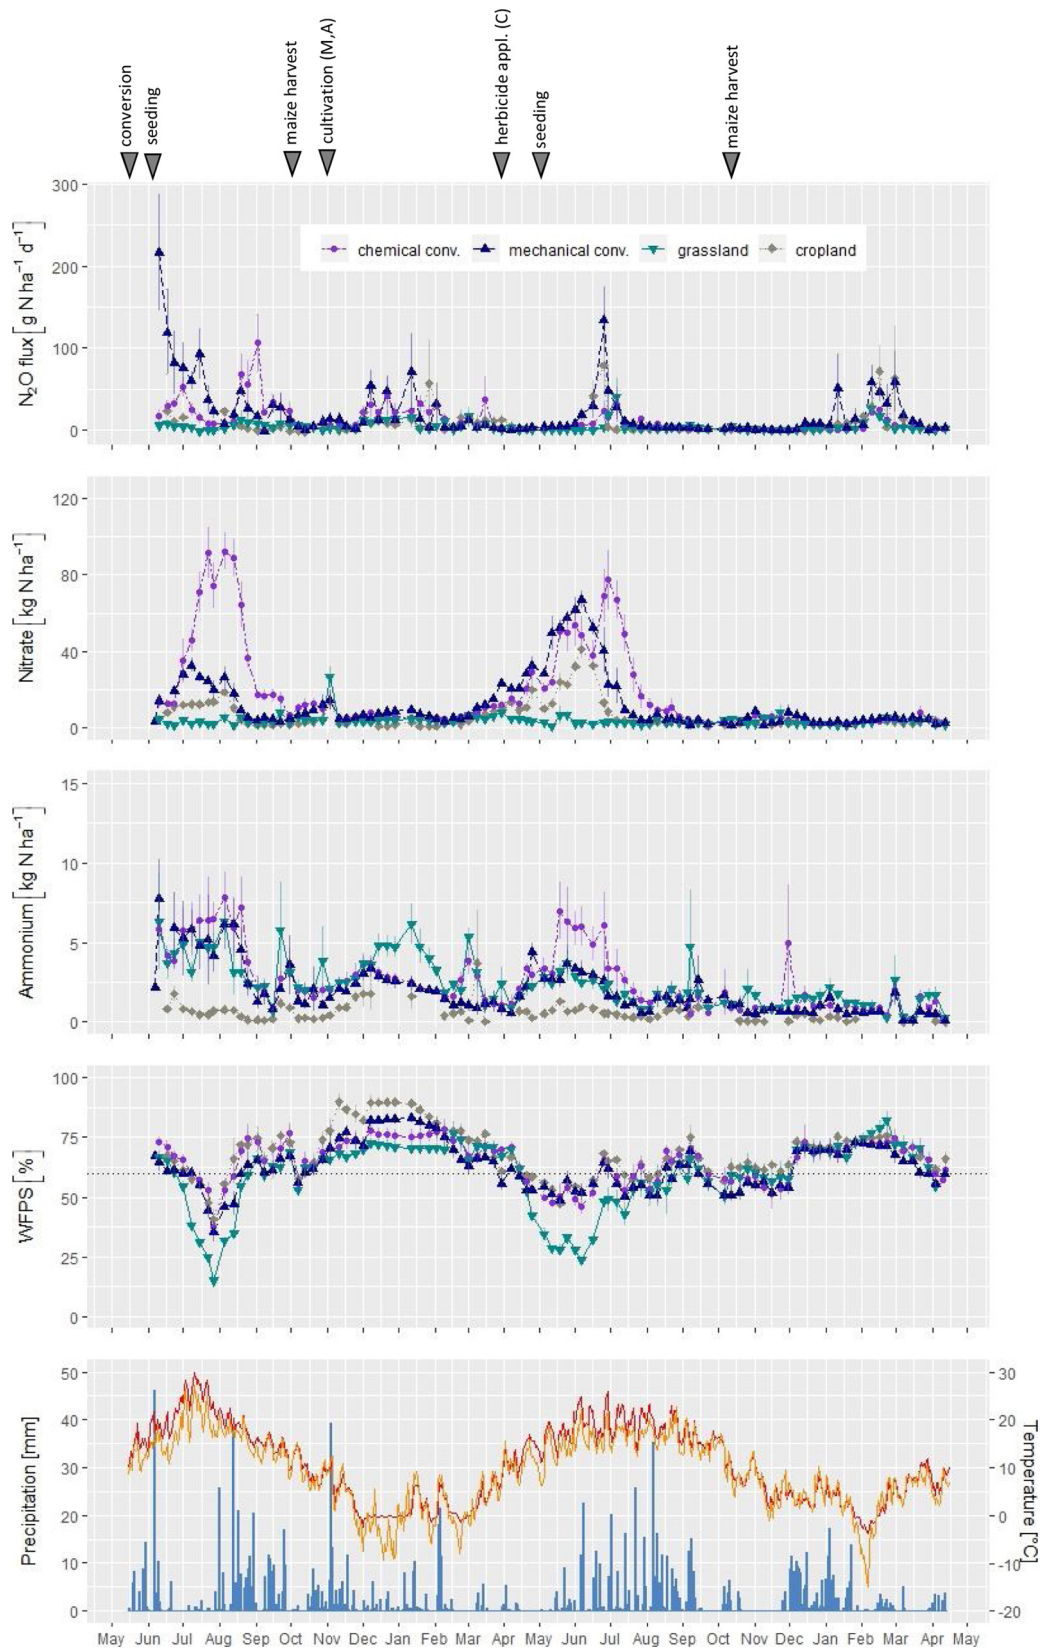 conversion
seeding
maize harvest
cultivation (M,A)
herbicide appl. (C)
seeding
maize harvest
N₂O flux [ g N ha⁻¹ d⁻¹ ]
300
200
100
0
chemical conv. mechanical conv. grassland cropland
Nitrate [ kg N ha⁻¹ ]
120
80
40
0
Ammonium [ kg N ha⁻¹ ]
15
10
5
0
WFPS [%]
100
75
50
25
0
Precipitation [mm]
50
40
30
20
10
0
30
20
10
0
-10
-20
Temperature [°C]
May Jun Jul Aug Sep Oct Nov Dec Jan Feb Mar Apr May Jun Jul Aug Sep Oct Nov Dec Jan Feb Mar Apr May